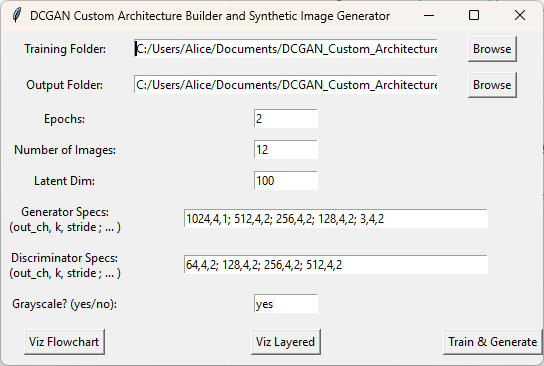 DCGAN Custom Architecture Builder and Synthetic Image Generator
Training Folder: C:/Users/Alice/Documents/DCGAN_Custom_Architecture Browse
Output Folder: C:/Users/Alice/Documents/DCGAN_Custom_Architecture Browse
Epochs: 2
Number of Images: 12
Latent Dim: 100
Generator Specs:
(out_ch, k, stride ; ... ) 1024,4,1; 512,4,2; 256,4,2; 128,4,2; 3,4,2
Discriminator Specs:
(out_ch, k, stride ; ... ) 64,4,2; 128,4,2; 256,4,2; 512,4,2
Grayscale? (yes/no): yes
Viz Flowchart Viz Layered Train & Generate